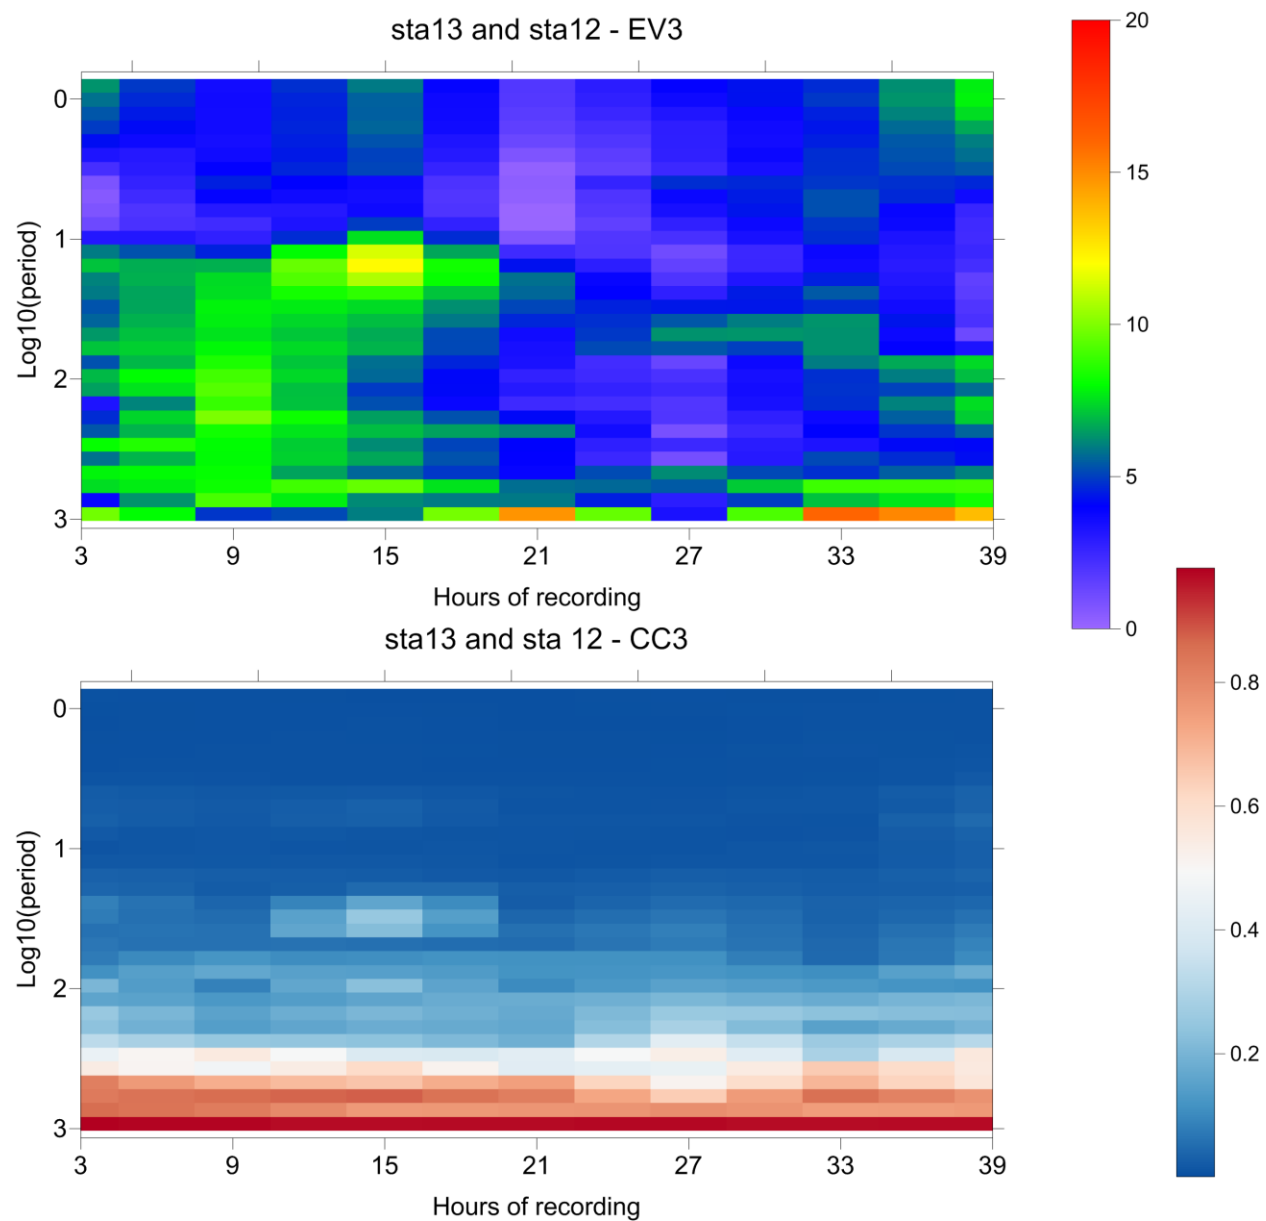 sta13 and sta12 - EV3
Log10(period)
0
1
2
3
3 9 15 21 27 33 39
Hours of recording
20
15
10
5
0
sta13 and sta 12 - CC3
Log10(period)
0
1
2
3
3 9 15 21 27 33 39
Hours of recording
0.8
0.6
0.4
0.2